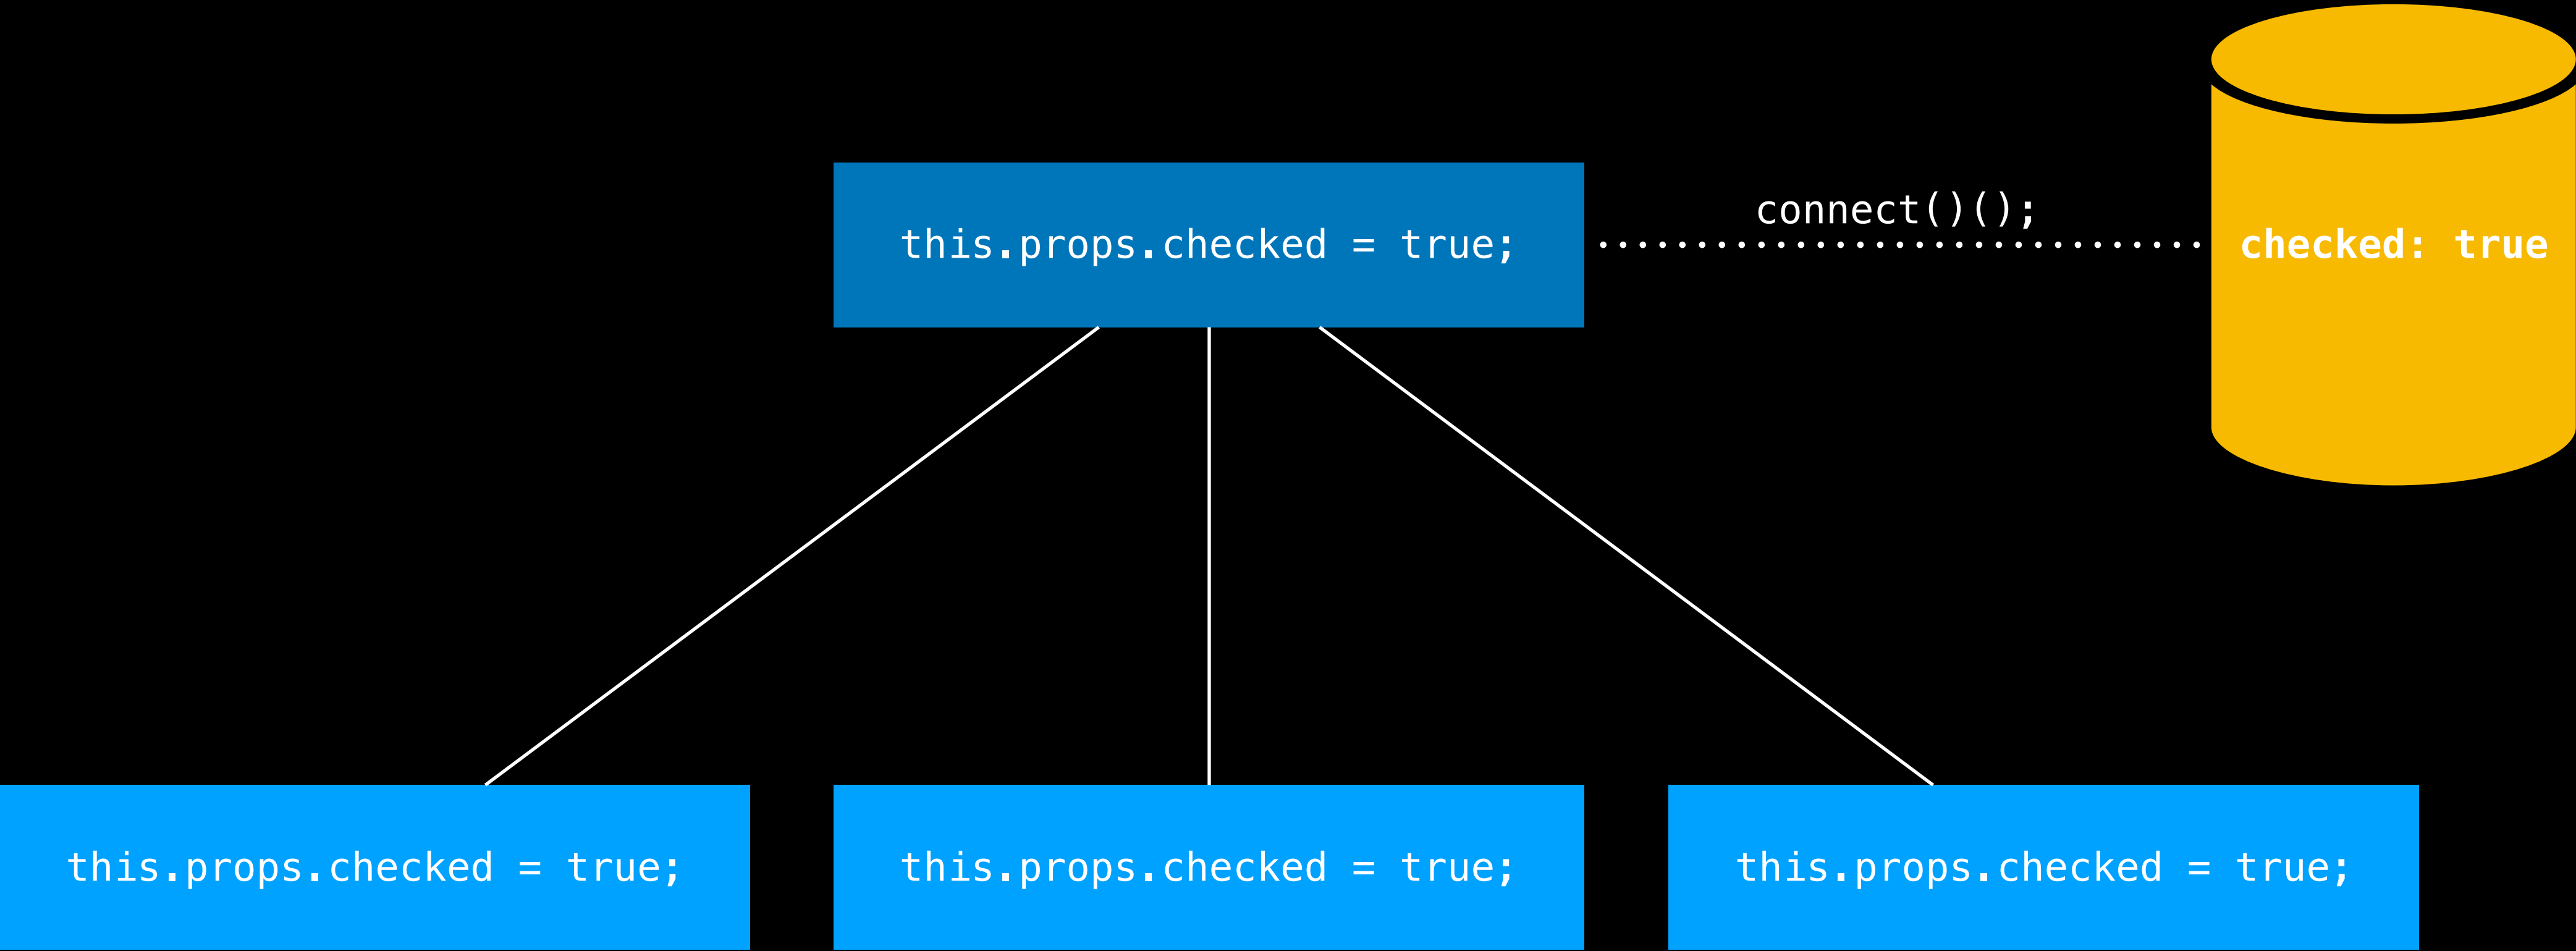 connect()();
this.props.checked = true;
checked: true
this.props.checked = true;
this.props.checked = true;
this.props.checked = true;